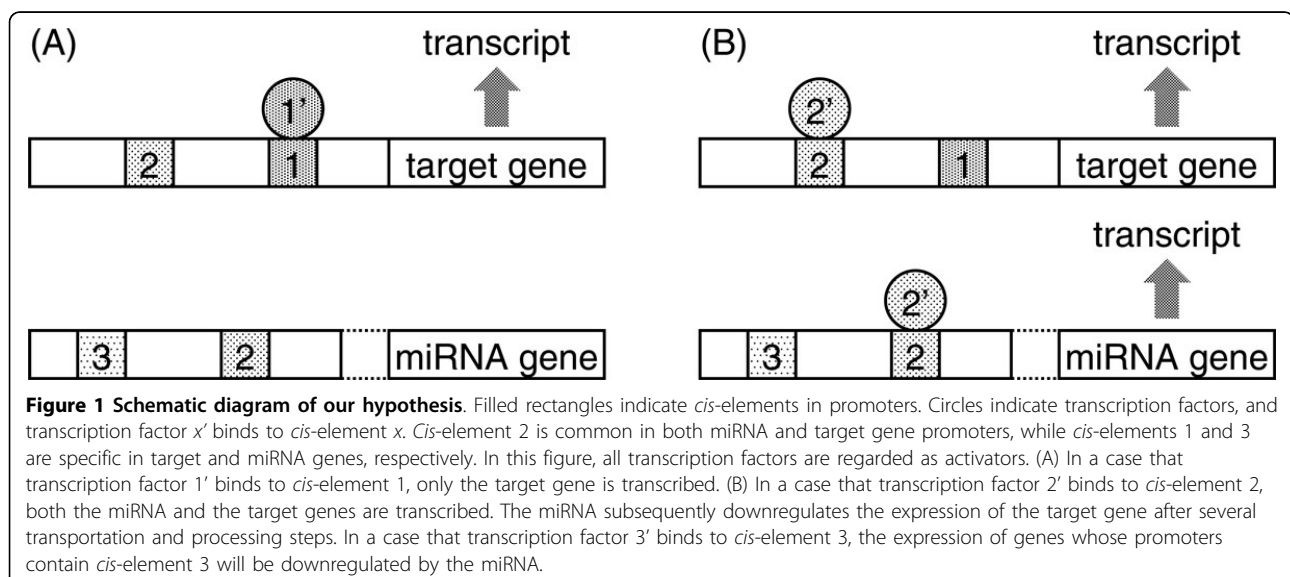 (A)
transcript
1'
2
1
target gene
3
2
miRNA gene
(B)
transcript
2'
2
1
target gene
transcript
2'
3
2
miRNA gene
Figure 1 Schematic diagram of our hypothesis. Filled rectangles indicate cis-elements in promoters. Circles indicate transcription factors, and
transcription factor x' binds to cis-element x. Cis-element 2 is common in both miRNA and target gene promoters, while cis-elements 1 and 3
are specific in target and miRNA genes, respectively. In this figure, all transcription factors are regarded as activators. (A) In a case that
transcription factor 1' binds to cis-element 1, only the target gene is transcribed. (B) In a case that transcription factor 2' binds to cis-element 2,
both the miRNA and the target genes are transcribed. The miRNA subsequently downregulates the expression of the target gene after several
transportation and processing steps. In a case that transcription factor 3' binds to cis-element 3, the expression of genes whose promoters
contain cis-element 3 will be downregulated by the miRNA.